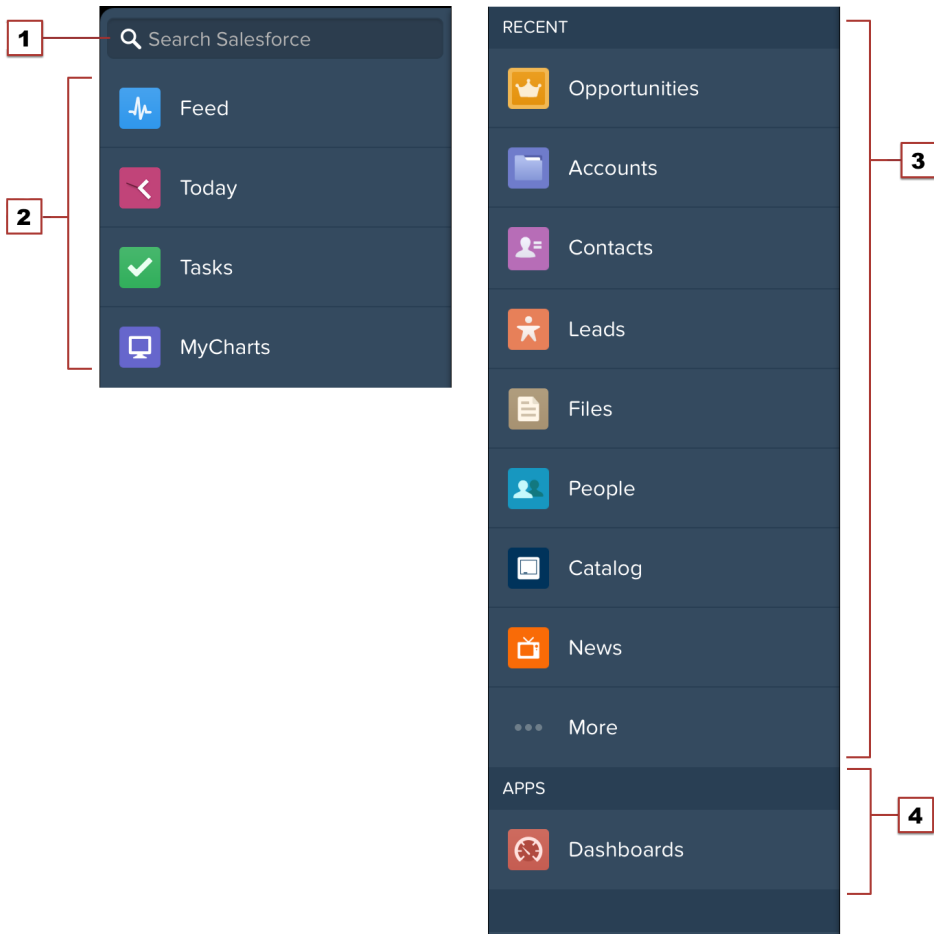 1
Search Salesforce
2
Feed
Today
Tasks
MyCharts
RECENT
Opportunities
Accounts
Contacts
Leads
Files
People
Catalog
News
More
3
APPS
Dashboards
4